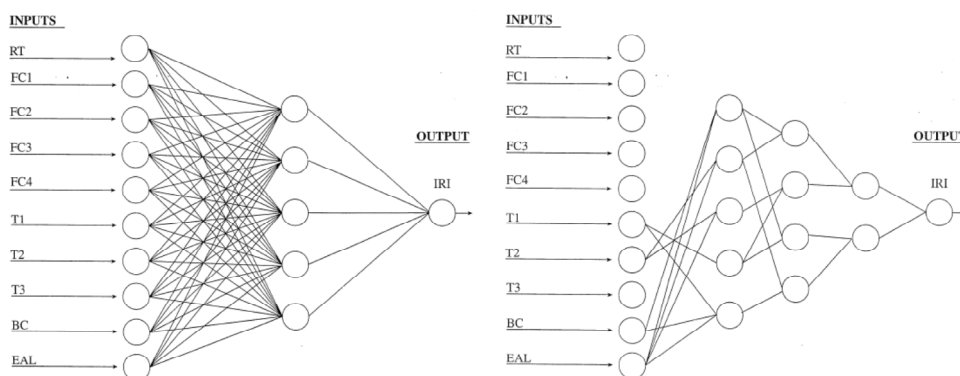 INPUTS
RT
FC1
FC2
FC3
FC4
T1
T2
T3
BC
EAL
OUTPUT
IRI
INPUTS
RT
FC1
FC2
FC3
FC4
T1
T2
T3
BC
EAL
OUTPUT
IRI